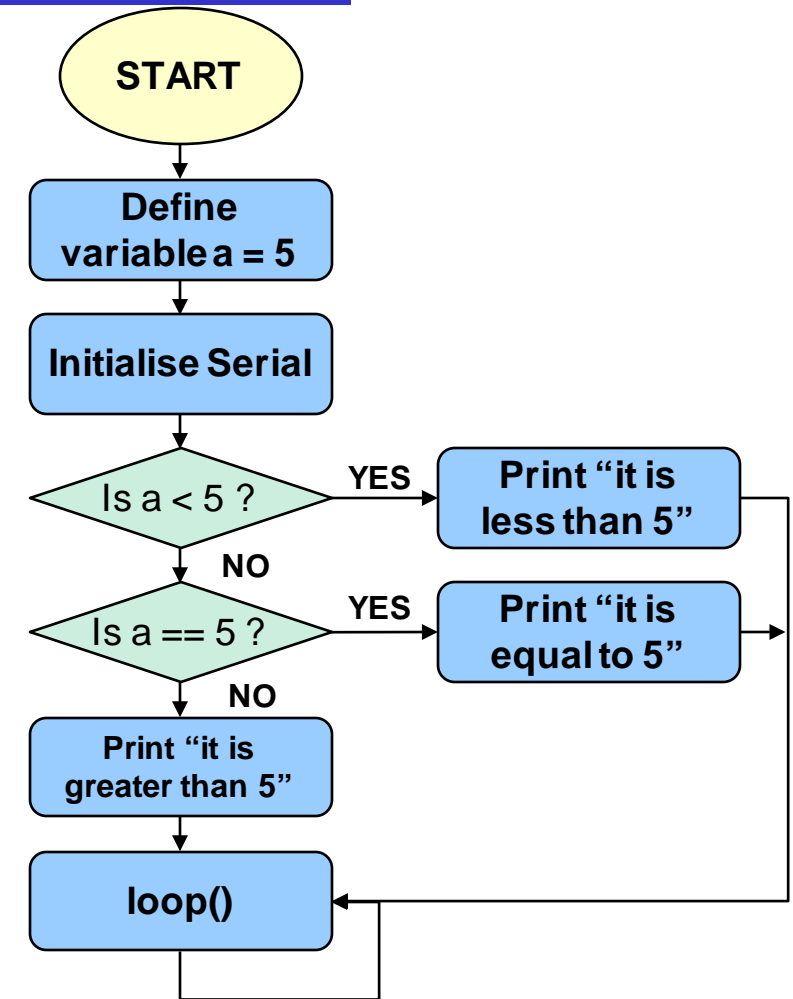 START
Define
variable a = 5
Initialise Serial
Is a < 5 ?
YES
Print “it is
less than 5”
NO
Is a == 5 ?
YES
Print “it is
equal to 5”
NO
Print “it is
greater than 5”
loop()